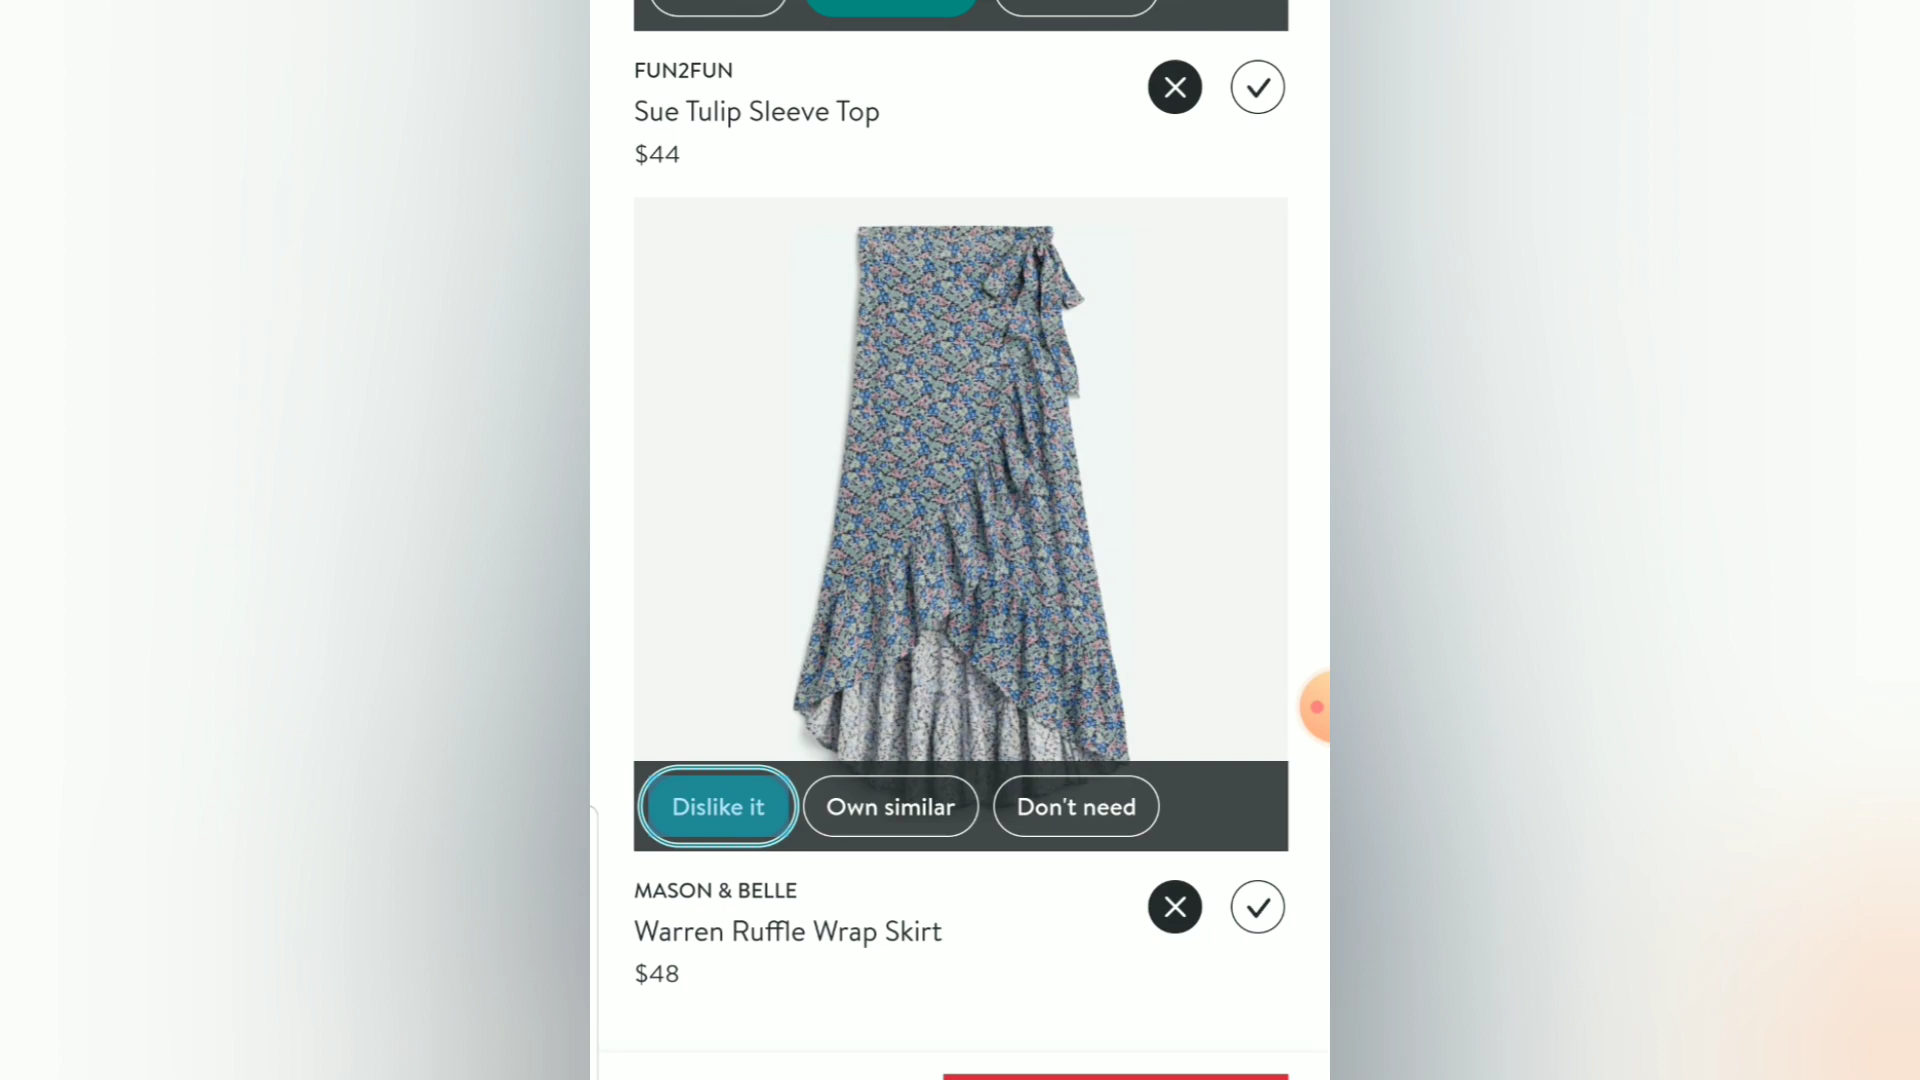 FUN2FUN
Sue Tulip Sleeve Top
$44
Dislike it
Own similar
Don't need
MASON & BELLE
Warren Ruffle Wrap Skirt
$48